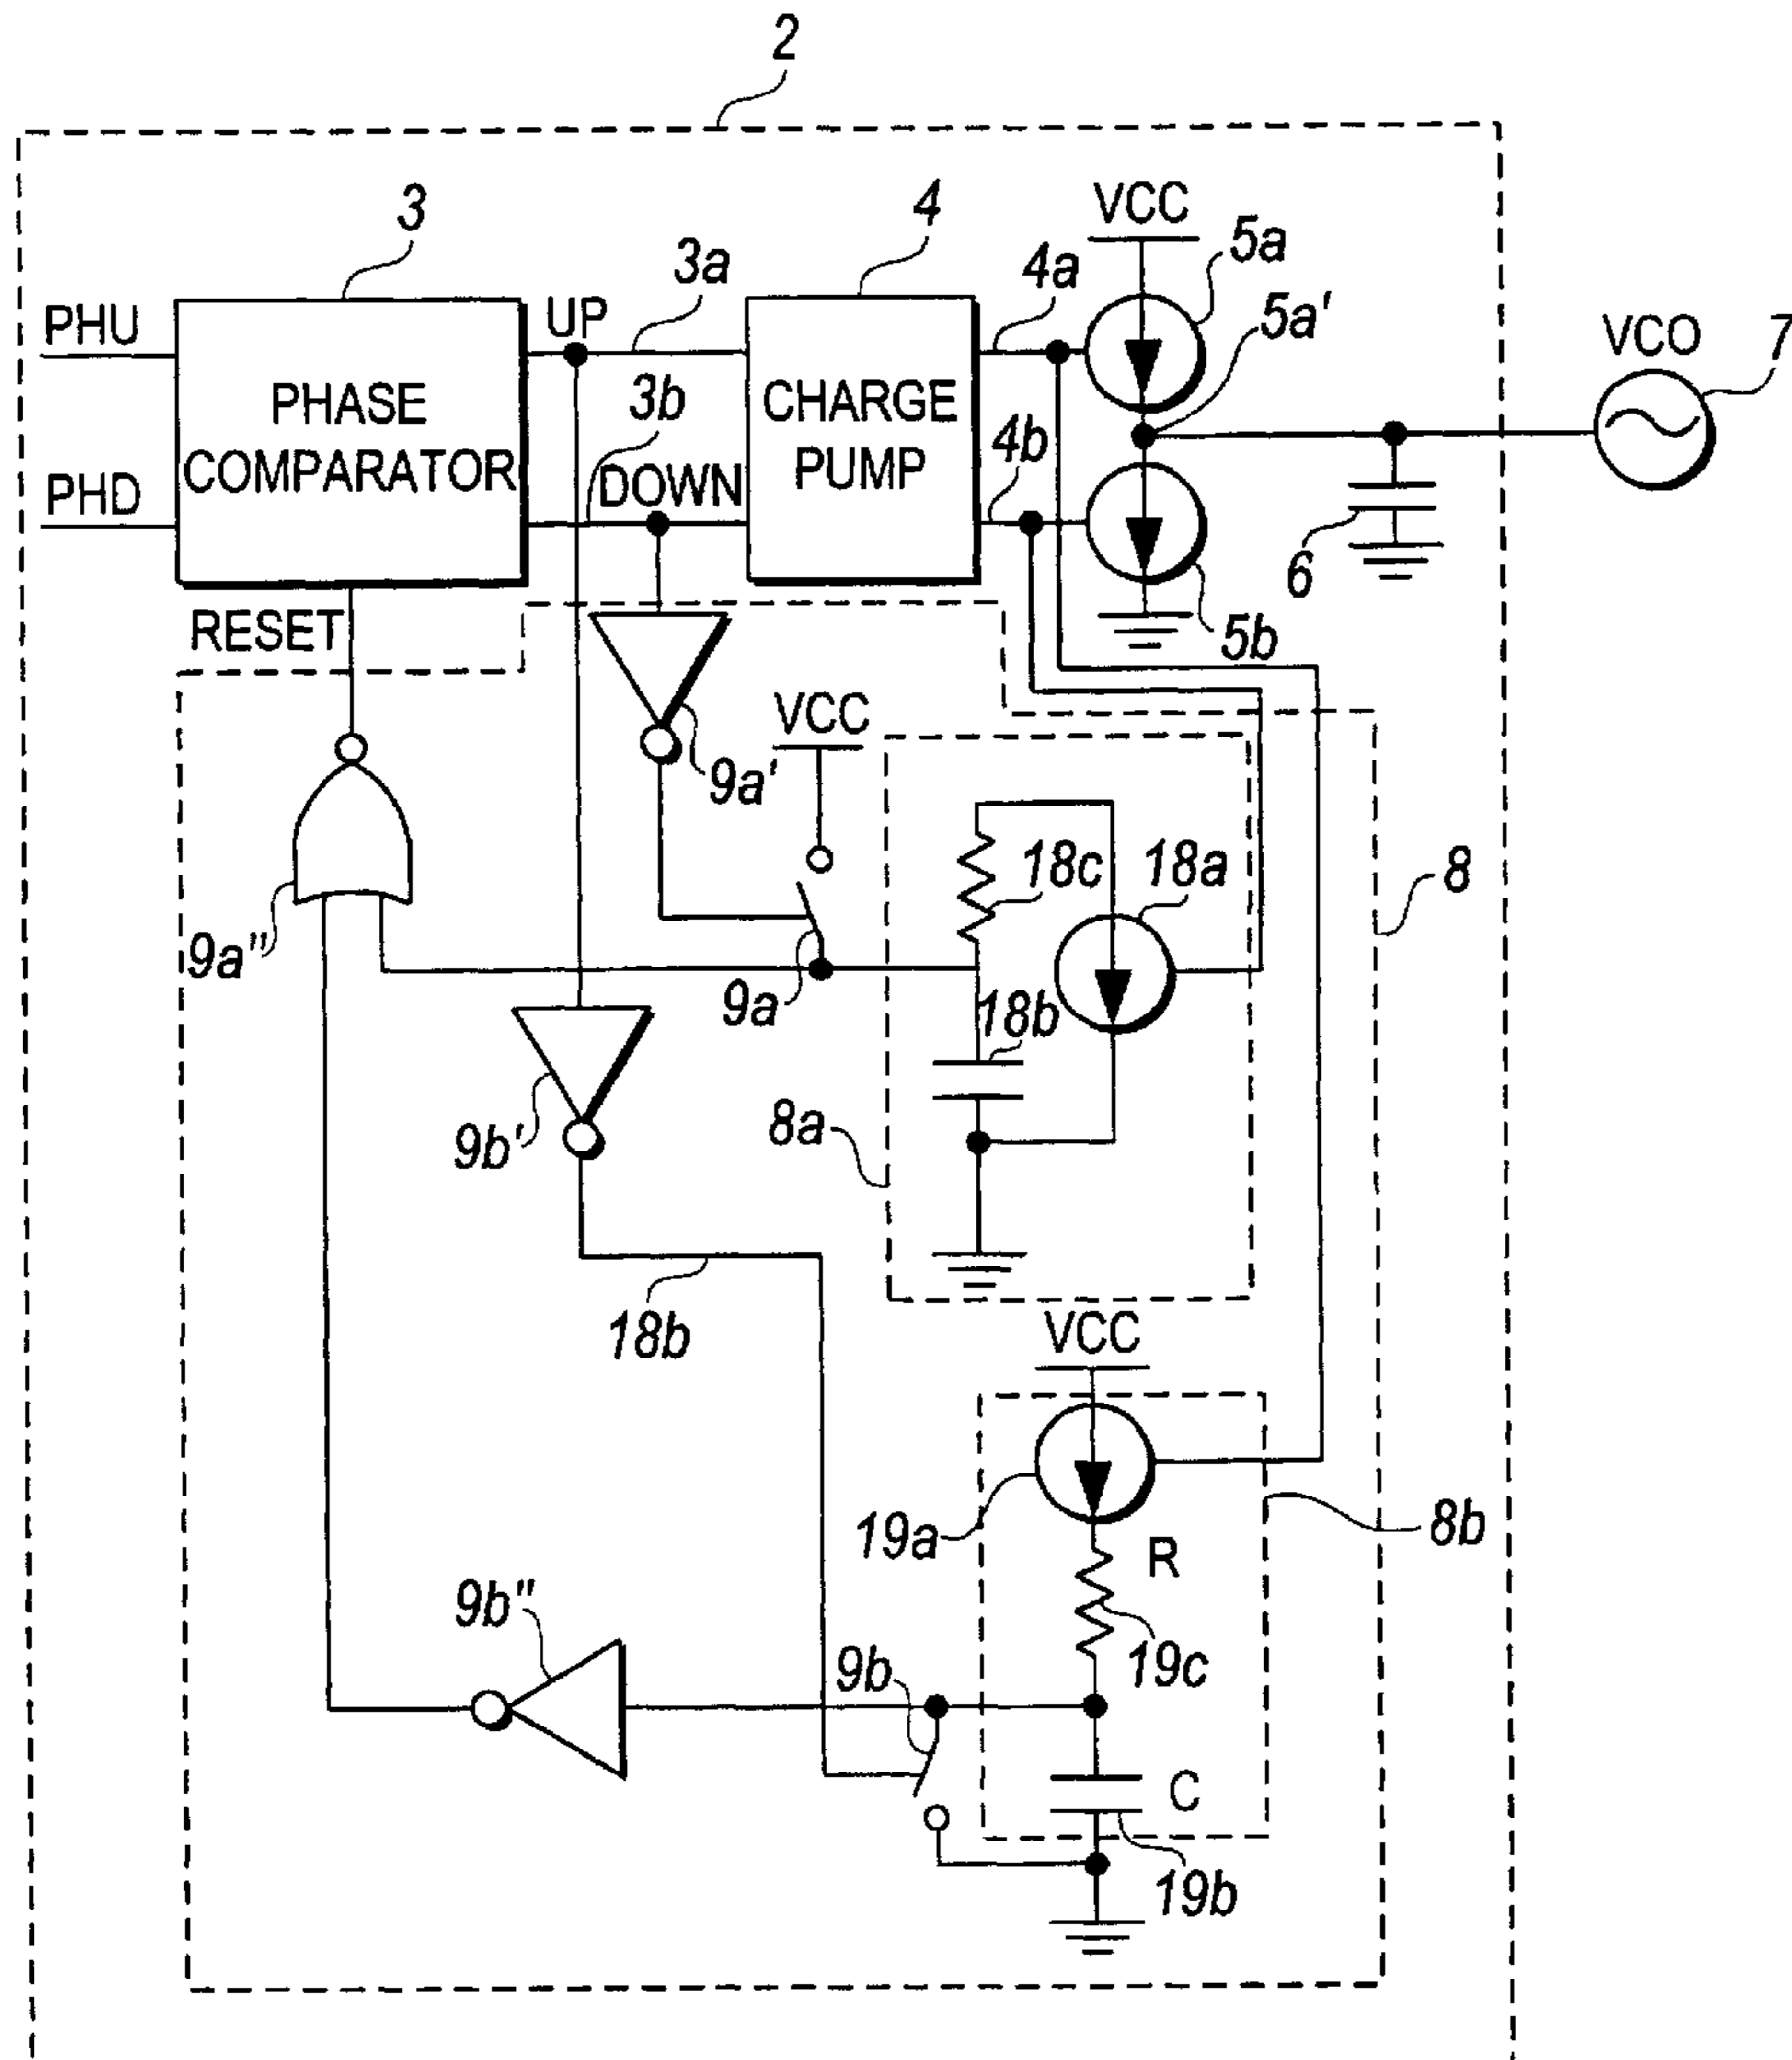 2
3
3a
4
VCC
4a
5a
5a'
PHU
UP
VCO
7
PHASE
COMPARATOR
3b
CHARGE
PUMP
4b
PHD
DOWN
6
RESET
5b
VCC
9a'
18c
18a
8
9a"
9a
18b
9b'
8a
18b
VCC
19a
R
8b
9b"
9b
19c
C
19b